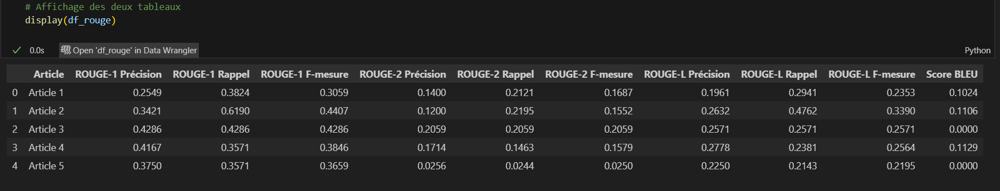 # Affichage des deux tableaux
display(df_rouge)
0.0s Open 'df_rouge' in Data Wrangler Python
Article ROUGE-1 Précision ROUGE-1 Rappel ROUGE-1 F-mesure ROUGE-2 Précision ROUGE-2 Rappel ROUGE-2 F-mesure ROUGE-L Précision ROUGE-L Rappel ROUGE-L F-mesure Score BLEU
0 Article 1 0.2549 0.3824 0.3059 0.1400 0.2121 0.1687 0.1961 0.2941 0.2353 0.1024
1 Article 2 0.3421 0.6190 0.4407 0.1200 0.2195 0.1552 0.2632 0.4762 0.3390 0.1106
2 Article 3 0.4286 0.4286 0.4286 0.2059 0.2059 0.2059 0.2571 0.2571 0.2571 0.0000
3 Article 4 0.4167 0.3571 0.3846 0.1714 0.1463 0.1579 0.2778 0.2381 0.2564 0.1129
4 Article 5 0.3750 0.3571 0.3659 0.0256 0.0244 0.0250 0.2250 0.2143 0.2195 0.0000